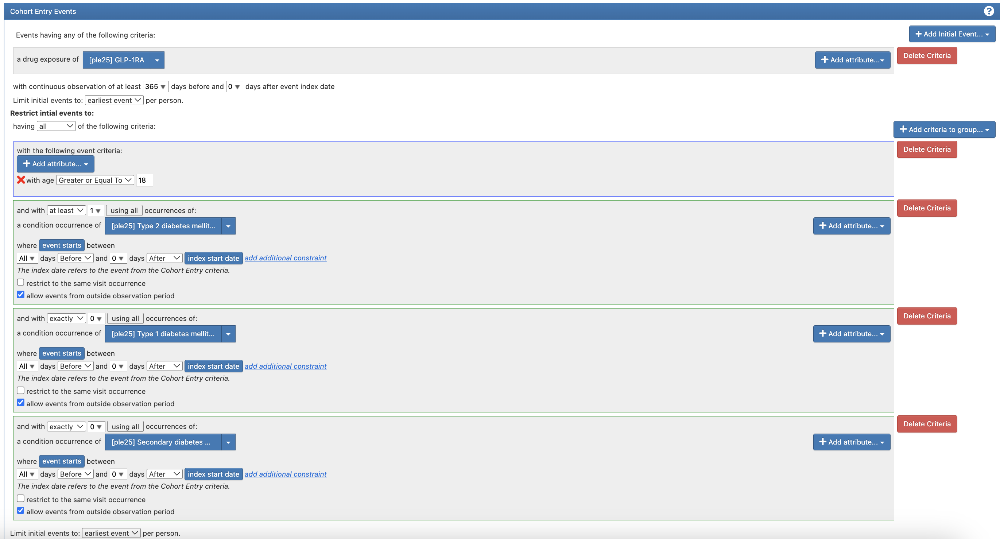 Cohort Entry Events
Events having any of the following criteria:
Add Initial Event...
a drug exposure of [ple25] GLP-1RA Add attribute... Delete Criteria
with continuous observation of at least 365 days before and 0 days after event index date
Limit initial events to: earliest event per person.
Restrict intial events to:
having all of the following criteria:
Add criteria to group...
with the following event criteria: Delete Criteria
Add attribute...
with age Greater or Equal To 18
and with at least 1 using all occurrences of: Delete Criteria
a condition occurrence of [ple25] Type 2 diabetes mellit... Add attribute...
where event starts between
All days Before and 0 days After index start date add additional constraint
The index date refers to the event from the Cohort Entry criteria.
restrict to the same visit occurrence
allow events from outside observation period
and with exactly 0 using all occurrences of: Delete Criteria
a condition occurrence of [ple25] Type 1 diabetes mellit... Add attribute...
where event starts between
All days Before and 0 days After index start date add additional constraint
The index date refers to the event from the Cohort Entry criteria.
restrict to the same visit occurrence
allow events from outside observation period
and with exactly 0 using all occurrences of: Delete Criteria
a condition occurrence of [ple25] Secondary diabetes ... Add attribute...
where event starts between
All days Before and 0 days After index start date add additional constraint
The index date refers to the event from the Cohort Entry criteria.
restrict to the same visit occurrence
allow events from outside observation period
Limit initial events to: earliest event per person.